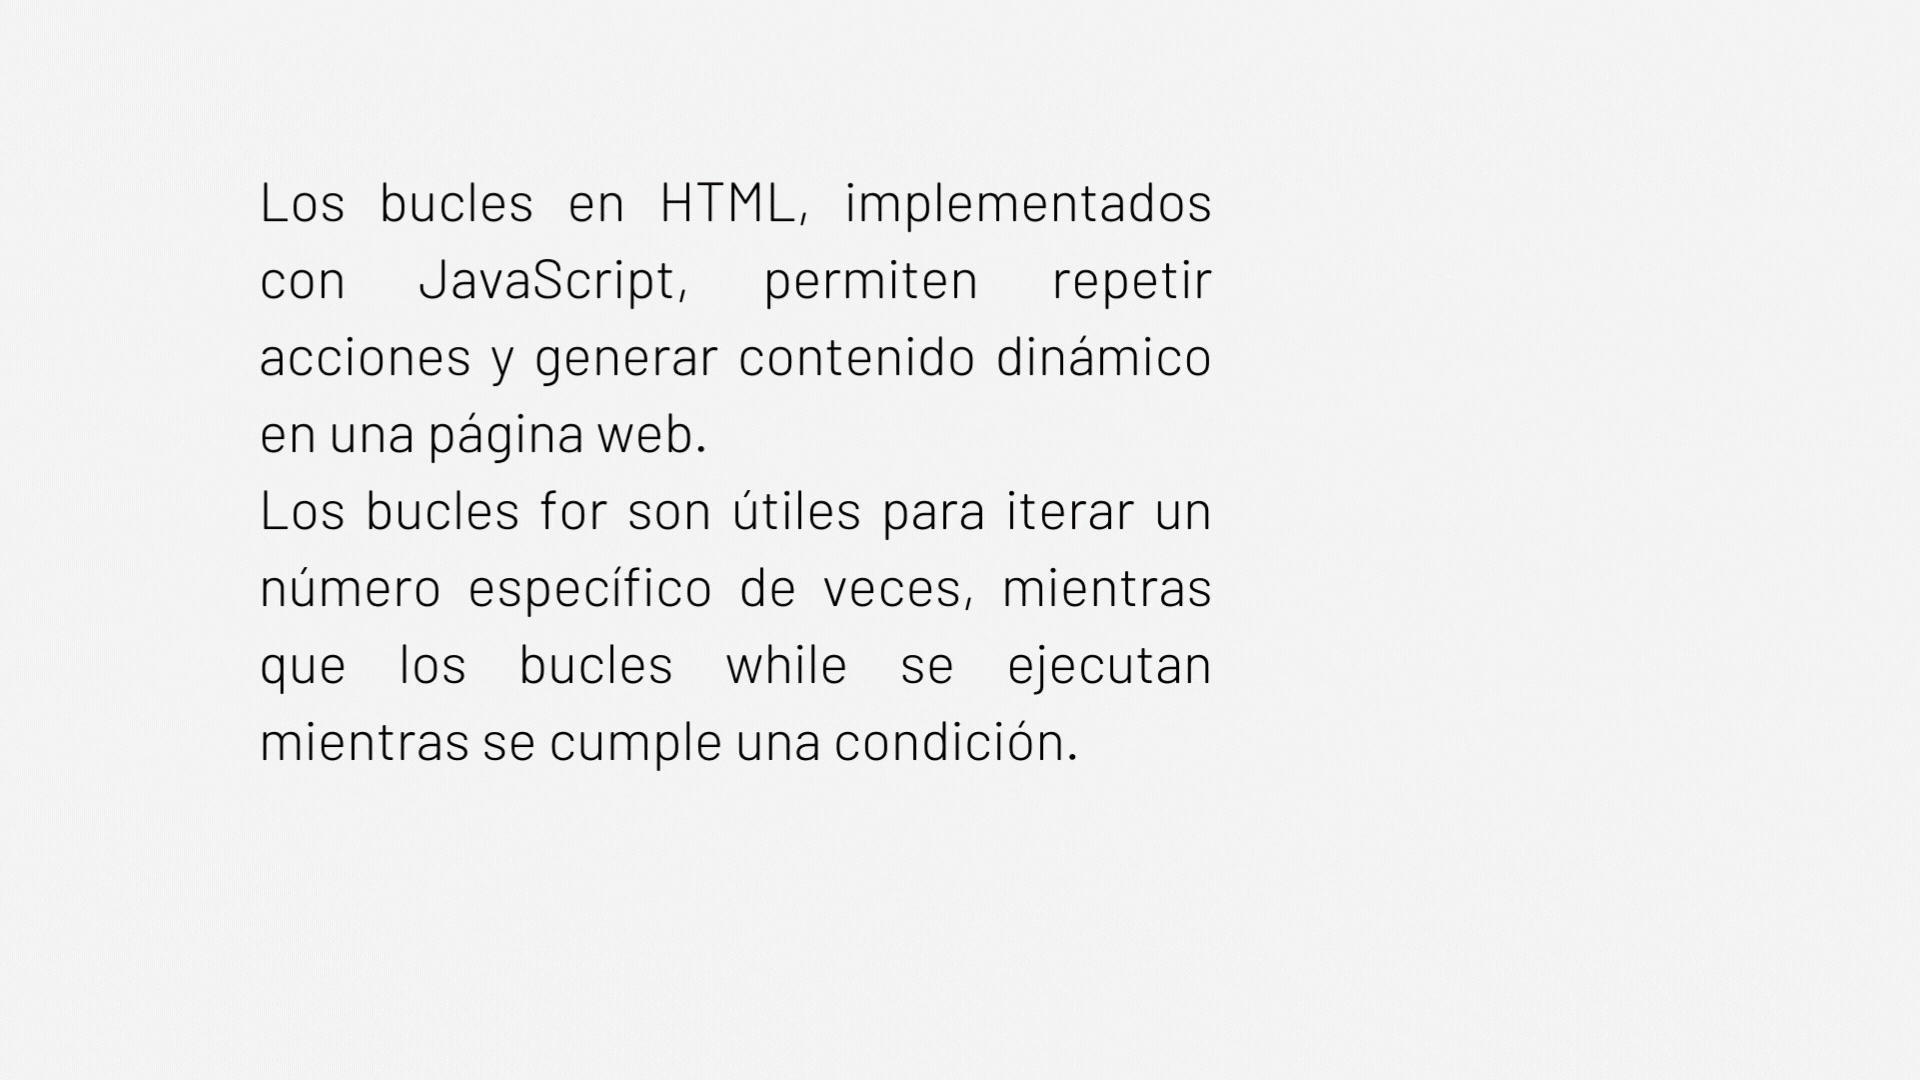 Los bucles en HTML, implementados
con JavaScript, permiten repetir
acciones y generar contenido dinámico
en una página web.
Los bucles for son útiles para iterar un
número específico de veces, mientras
que los bucles while se ejecutan
mientras se cumple una condición.